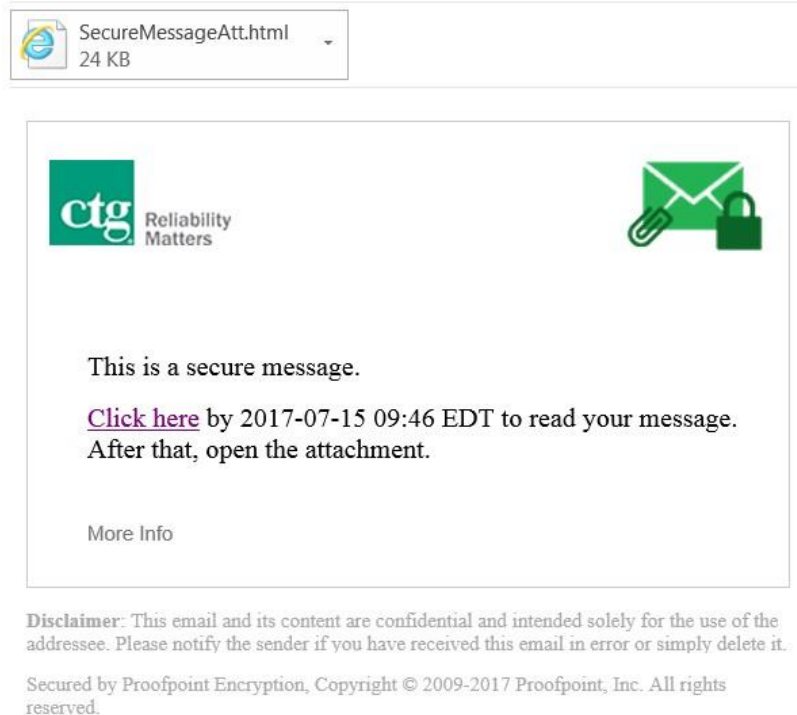 SecureMessageAtt.html
24 KB
ctg
Reliability
Matters
This is a secure message.
Click here by 2017-07-15 09:46 EDT to read your message.
After that, open the attachment.
More Info
Disclaimer: This email and its content are confidential and intended solely for the use of the
addressee. Please notify the sender if you have received this email in error or simply delete it.
Secured by Proofpoint Encryption, Copyright © 2009-2017 Proofpoint, Inc. All rights
reserved.